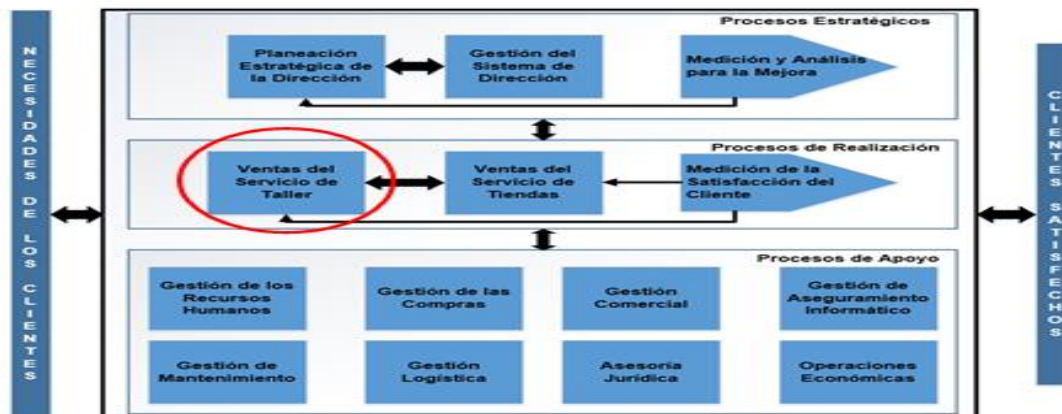 NECESIDADES DE LOS CLIENTES
Procesos Estratégicos
Planeación
Estratégica de
la Dirección
Gestión del
Sistema de
Dirección
Medición y Análisis
para la Mejora
Procesos de Realización
Ventas del
Servicio de
Taller
Ventas del
Servicio de
Tiendas
Medición de la
Satisfacción del
Cliente
Procesos de Apoyo
Gestión de los
Recursos
Humanos
Gestión de las
Compras
Gestión
Comercial
Gestión de
Aseguramiento
Informático
Gestión de
Mantenimiento
Gestión
Logística
Asesoría
Jurídica
Operaciones
Económicas
CLIENTES SATISFECHOS